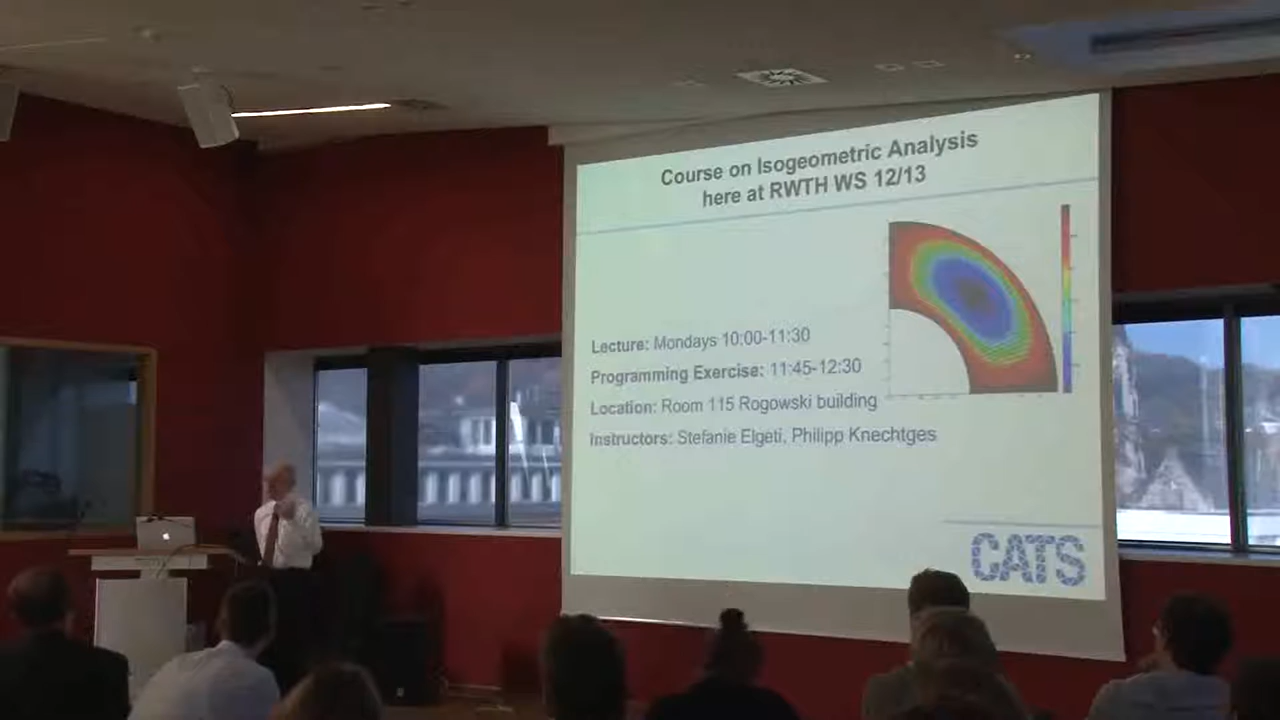 Course on Isogeometric Analysis
here at RWTH WS 12/13
Lecture: Mondays 10:00-11:30
Programming Exercise: 11:45-12:30
Location: Room 115 Rogowski building
Instructors: Stefanie Elgeti, Philipp Knechtges
CATS